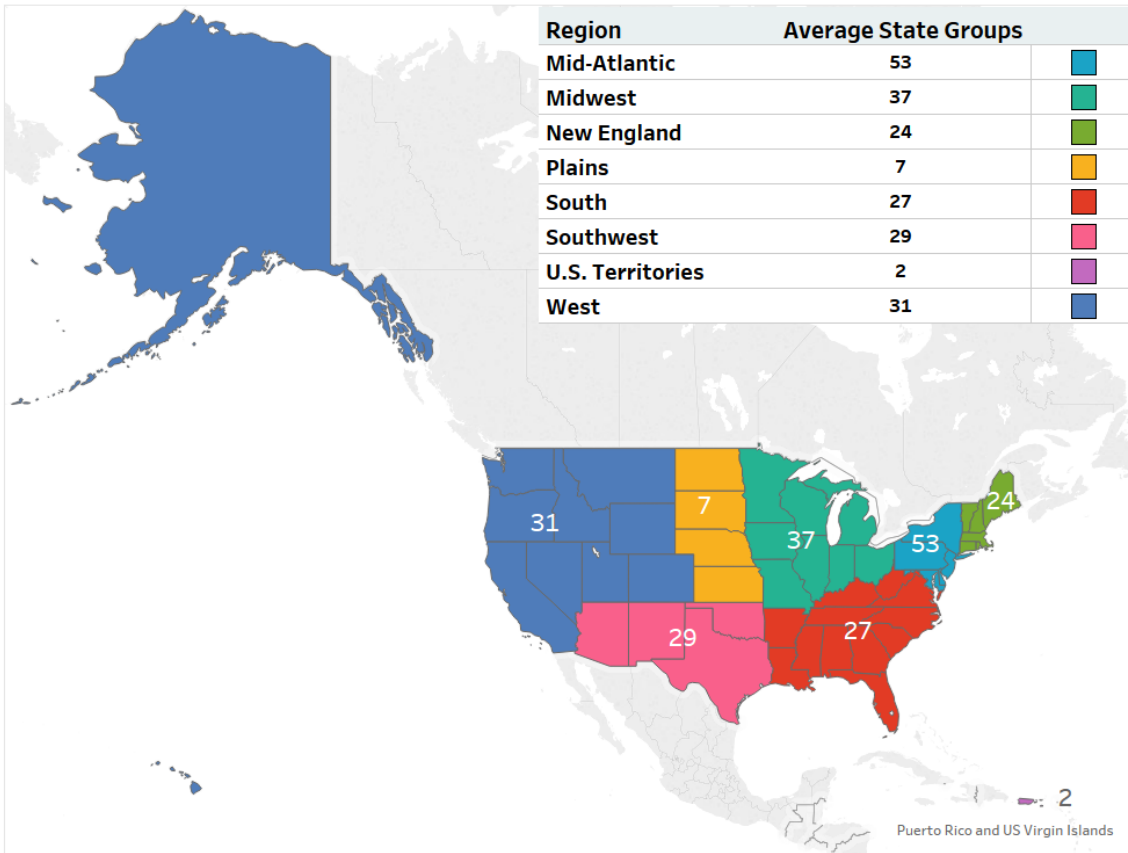 Region Average State Groups
Mid-Atlantic 53
Midwest 37
New England 24
Plains 7
South 27
Southwest 29
U.S. Territories 2
West 31
7
24
31
37
53
27
29
2
Puerto Rico and US Virgin Islands